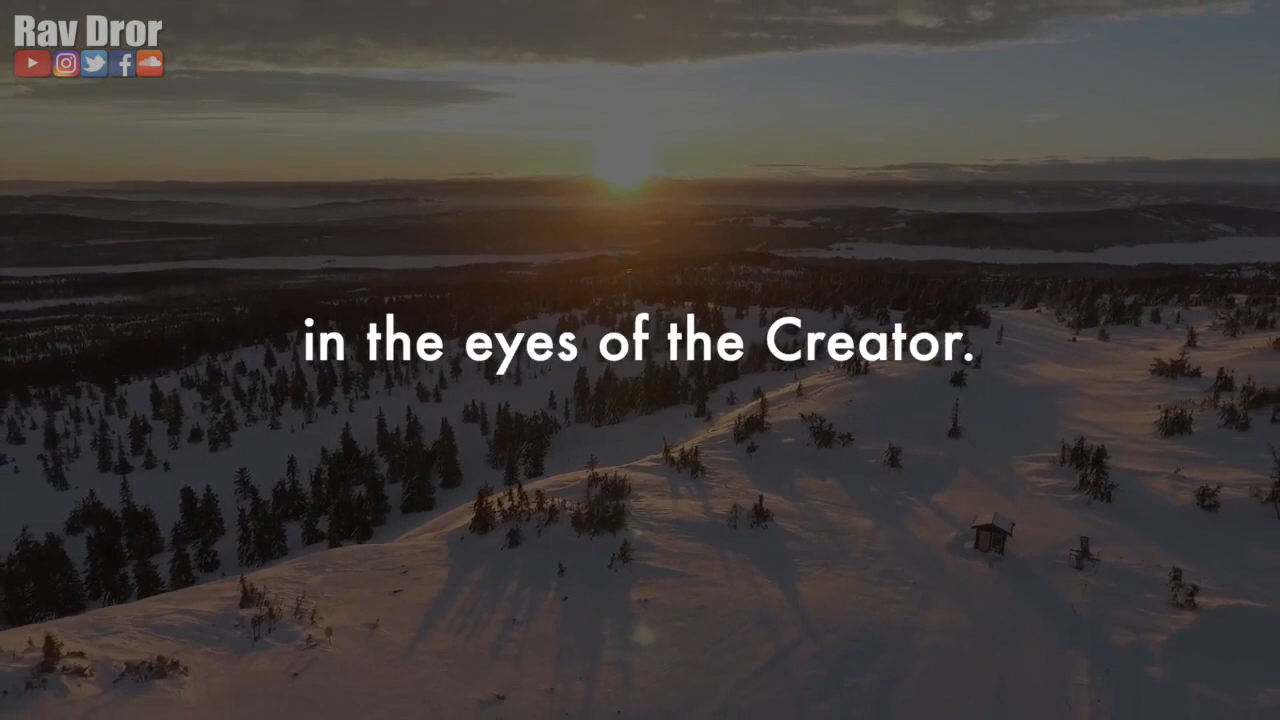 Rav Dror
in the eyes of the Creator.